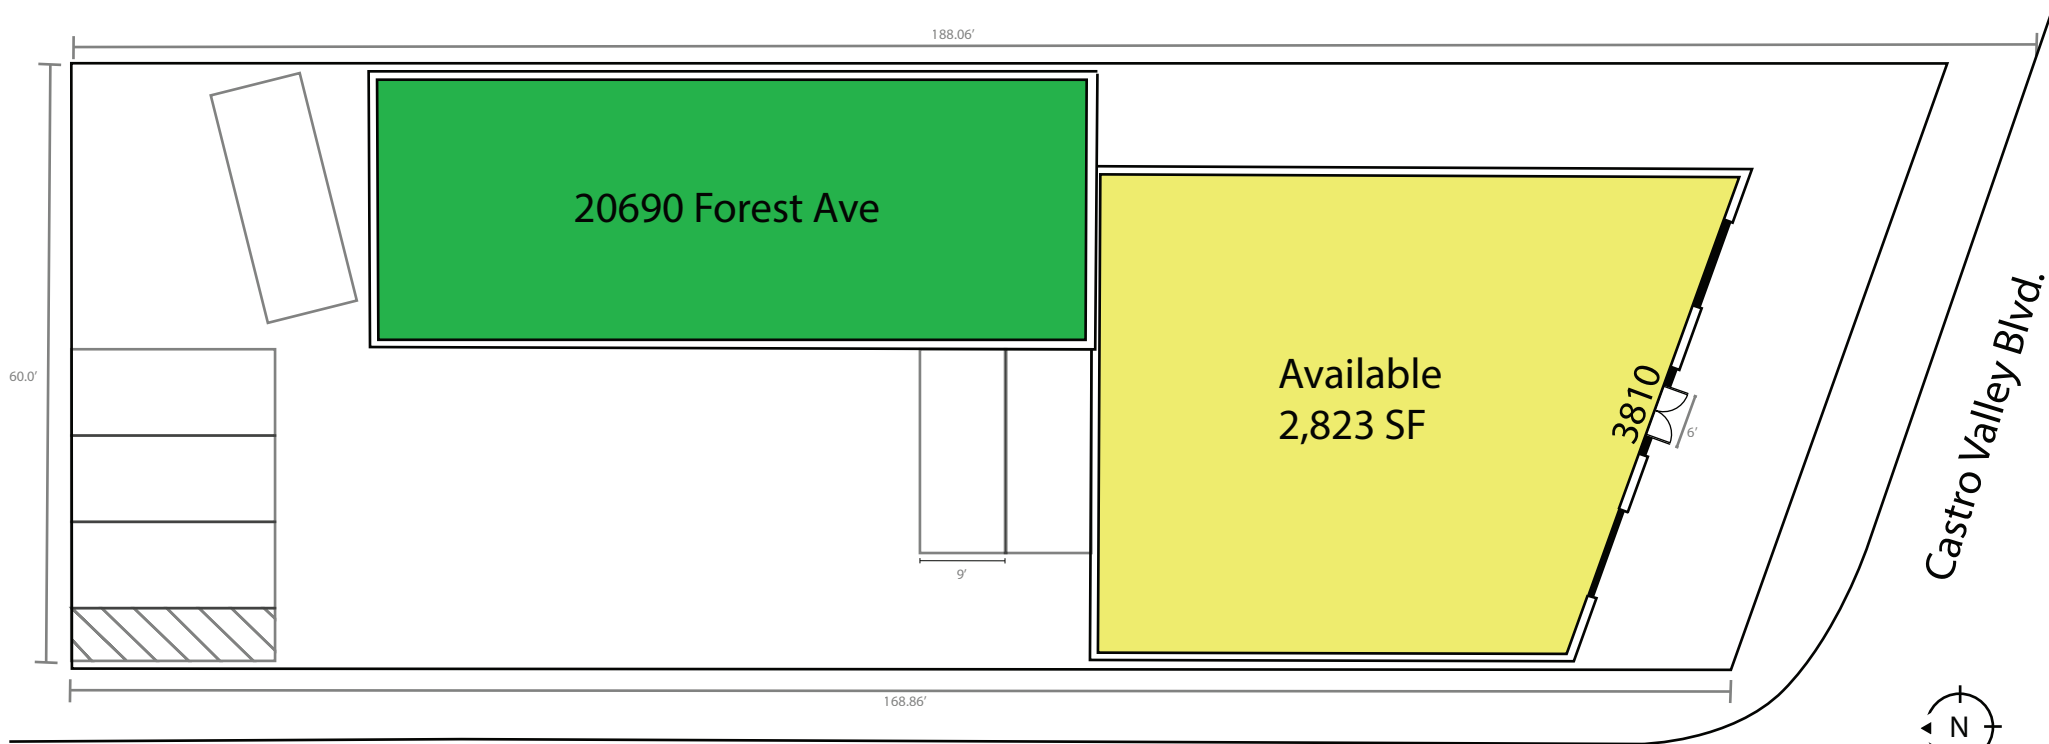 188.06'
20690 Forest Ave
60.0'
Available
2,823 SF
3810
6'
Castro Valley Blvd.
9'
168.86'
N